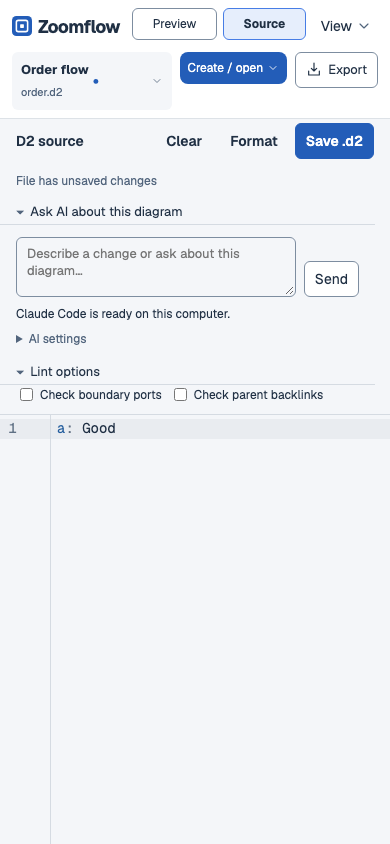 Zoomflow
Preview
Source
View
Order flow
order.d2
Create / open
Export
D2 source
Clear
Format
Save .d2
File has unsaved changes
Ask AI about this diagram
Describe a change or ask about this
diagram…
Send
Claude Code is ready on this computer.
AI settings
Lint options
Check boundary ports
Check parent backlinks
1
a: Good